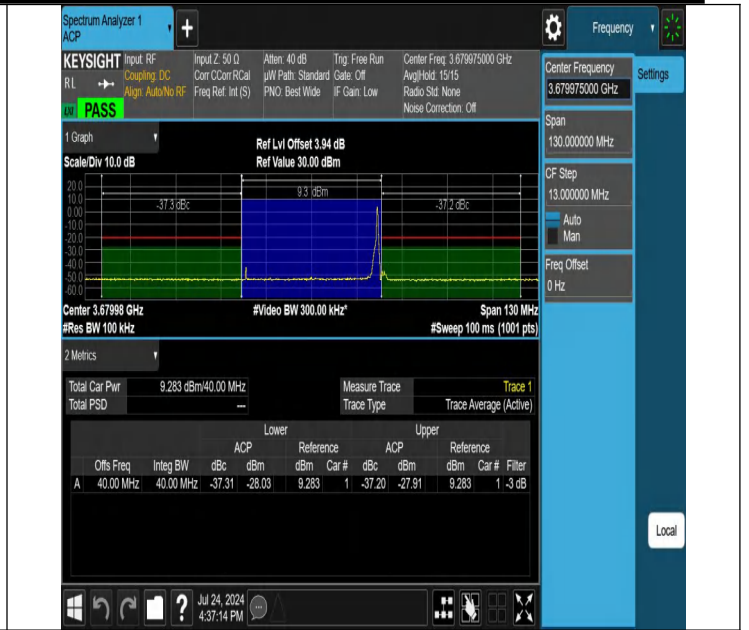 Spectrum Analyzer 1
ACP
Frequency
KEYSIGHT Input: RF Input Z: 50 Ω Atten: 40 dB Trig: Free Run Center Freq: 3.679975000 GHz
RL Coupling: DC Corr CCorr RCal µW Path: Standard Gate: Off Avg|Hold: 15/15
Align: Auto/No RF Freq Ref: Int (S) PNO: Best Wide IF Gain: Low Radio Std: None
PASS Noise Correction: Off
Center Frequency
3.679975000 GHz
Settings
Span
130.000000 MHz
CF Step
13.000000 MHz
Auto
Man
Freq Offset
0 Hz
1 Graph
Ref Lvl Offset 3.94 dB
Scale/Div 10.0 dB Ref Value 30.00 dBm
20.0
10.0
0.00
-10.0
-20.0
-30.0
-40.0
-50.0
-60.0
-37.3 dBc 9.3 dBm -37.2 dBc
Center 3.67998 GHz #Video BW 300.00 kHz* Span 130 MHz
#Res BW 100 kHz #Sweep 100 ms (1001 pts)
2 Metrics
Total Car Pwr 9.283 dBm/40.00 MHz Measure Trace Trace 1
Total PSD --- Trace Type Trace Average (Active)
Lower Upper
ACP Reference ACP Reference
Offs Freq Integ BW dBc dBm dBm Car # dBc dBm dBm Car # Filter
A 40.00 MHz 40.00 MHz -37.31 -28.03 9.283 1 -37.20 -27.91 9.283 1 -3 dB
Local
?
Jul 24, 2024
4:37:14 PM